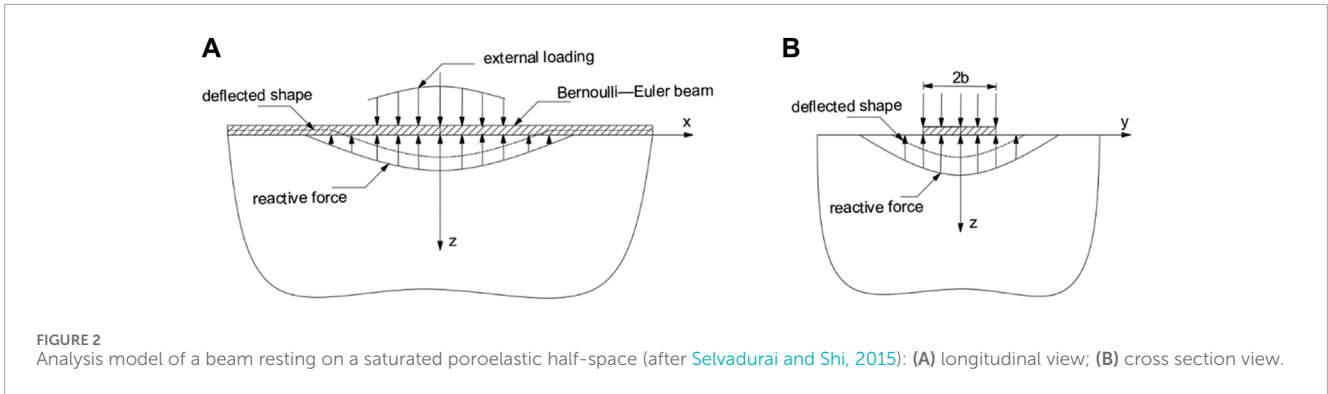 A
external loading
deflected shape
Bernoulli—Euler beam
x
reactive force
z
B
2b
deflected shape
y
reactive force
z
FIGURE 2
Analysis model of a beam resting on a saturated poroelastic half-space (after Selvadurai and Shi, 2015): (A) longitudinal view; (B) cross section view.